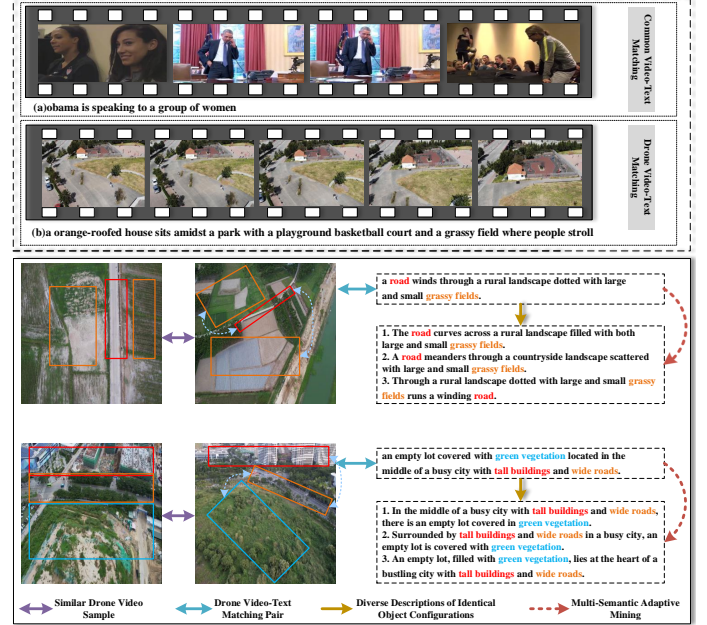 Common Video-Text
Matching
(a)obama is speaking to a group of women
Drone Video-Text
Matching
(b)a orange-roofed house sits amidst a park with a playground basketball court and a grassy field where people stroll
a road winds through a rural landscape dotted with large
and small grassy fields.
1. The road curves across a rural landscape filled with both
large and small grassy fields.
2. A road meanders through a countryside landscape scattered
with large and small grassy fields.
3. Through a rural landscape dotted with large and small grassy
fields runs a winding road.
an empty lot covered with green vegetation located in the
middle of a busy city with tall buildings and wide roads.
1. In the middle of a busy city with tall buildings and wide roads,
there is an empty lot covered in green vegetation.
2. Surrounded by tall buildings and wide roads in a busy city, an
empty lot is covered with green vegetation.
3. An empty lot, filled with green vegetation, lies at the heart of a
bustling city with tall buildings and wide roads.
Similar Drone Video
Sample
Drone Video-Text
Matching Pair
Diverse Descriptions of Identical
Object Configurations
Multi-Semantic Adaptive
Mining